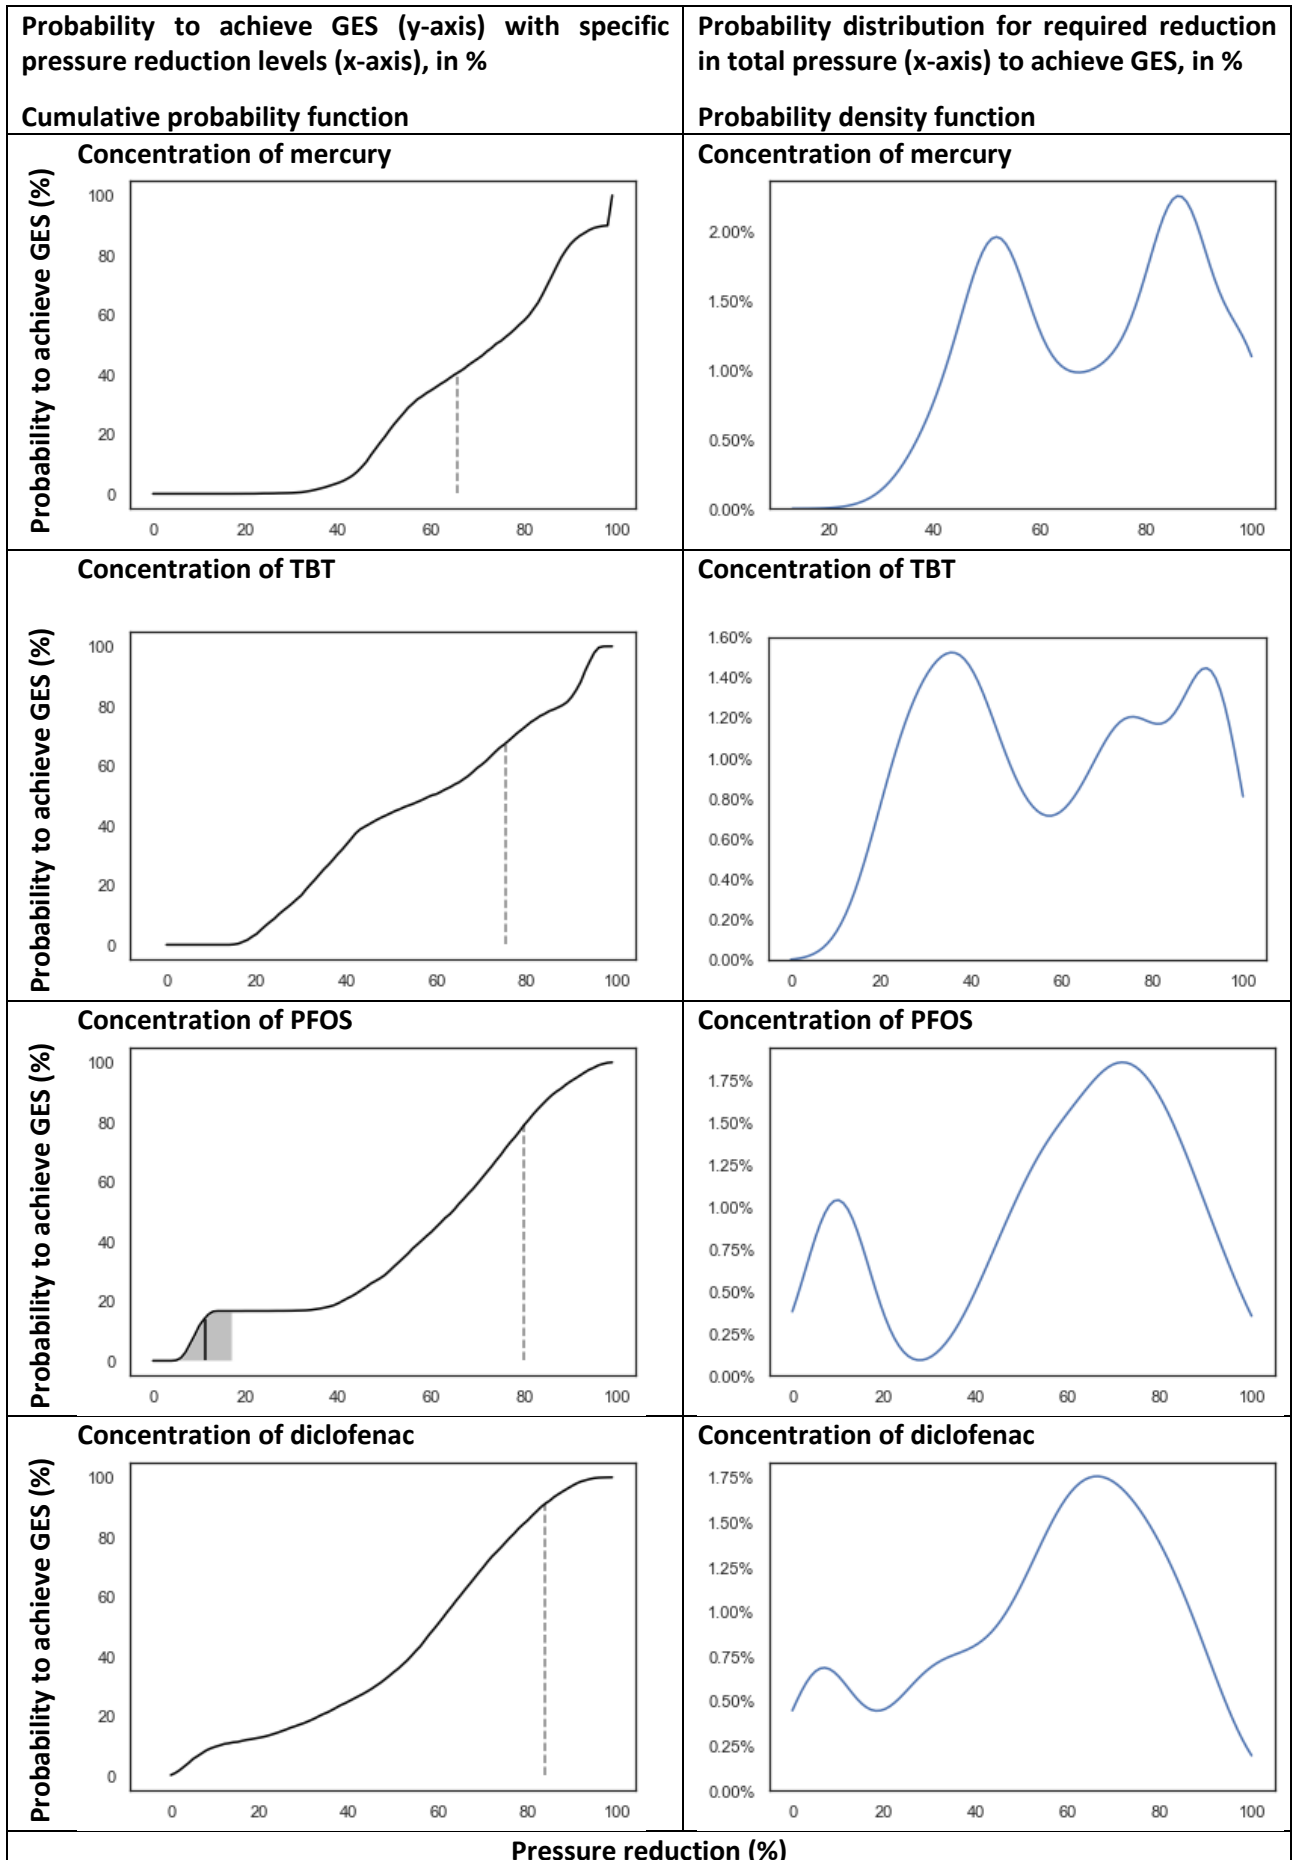 Probability to achieve GES (y-axis) with specific
pressure reduction levels (x-axis), in %
Cumulative probability function
Probability distribution for required reduction
in total pressure (x-axis) to achieve GES, in %
Probability density function
Concentration of mercury
Probability to achieve GES (%)
100
80
60
40
20
0
0 20 40 60 80 100
Concentration of mercury
2.00%
1.50%
1.00%
0.50%
0.00%
20 40 60 80 100
Concentration of TBT
Probability to achieve GES (%)
100
80
60
40
20
0
0 20 40 60 80 100
Concentration of TBT
1.60%
1.40%
1.20%
1.00%
0.80%
0.60%
0.40%
0.20%
0.00%
0 20 40 60 80 100
Concentration of PFOS
Probability to achieve GES (%)
100
80
60
40
20
0
0 20 40 60 80 100
Concentration of PFOS
1.75%
1.50%
1.25%
1.00%
0.75%
0.50%
0.25%
0.00%
0 20 40 60 80 100
Concentration of diclofenac
Probability to achieve GES (%)
100
80
60
40
20
0
0 20 40 60 80 100
Concentration of diclofenac
1.75%
1.50%
1.25%
1.00%
0.75%
0.50%
0.25%
0.00%
0 20 40 60 80 100
Pressure reduction (%)